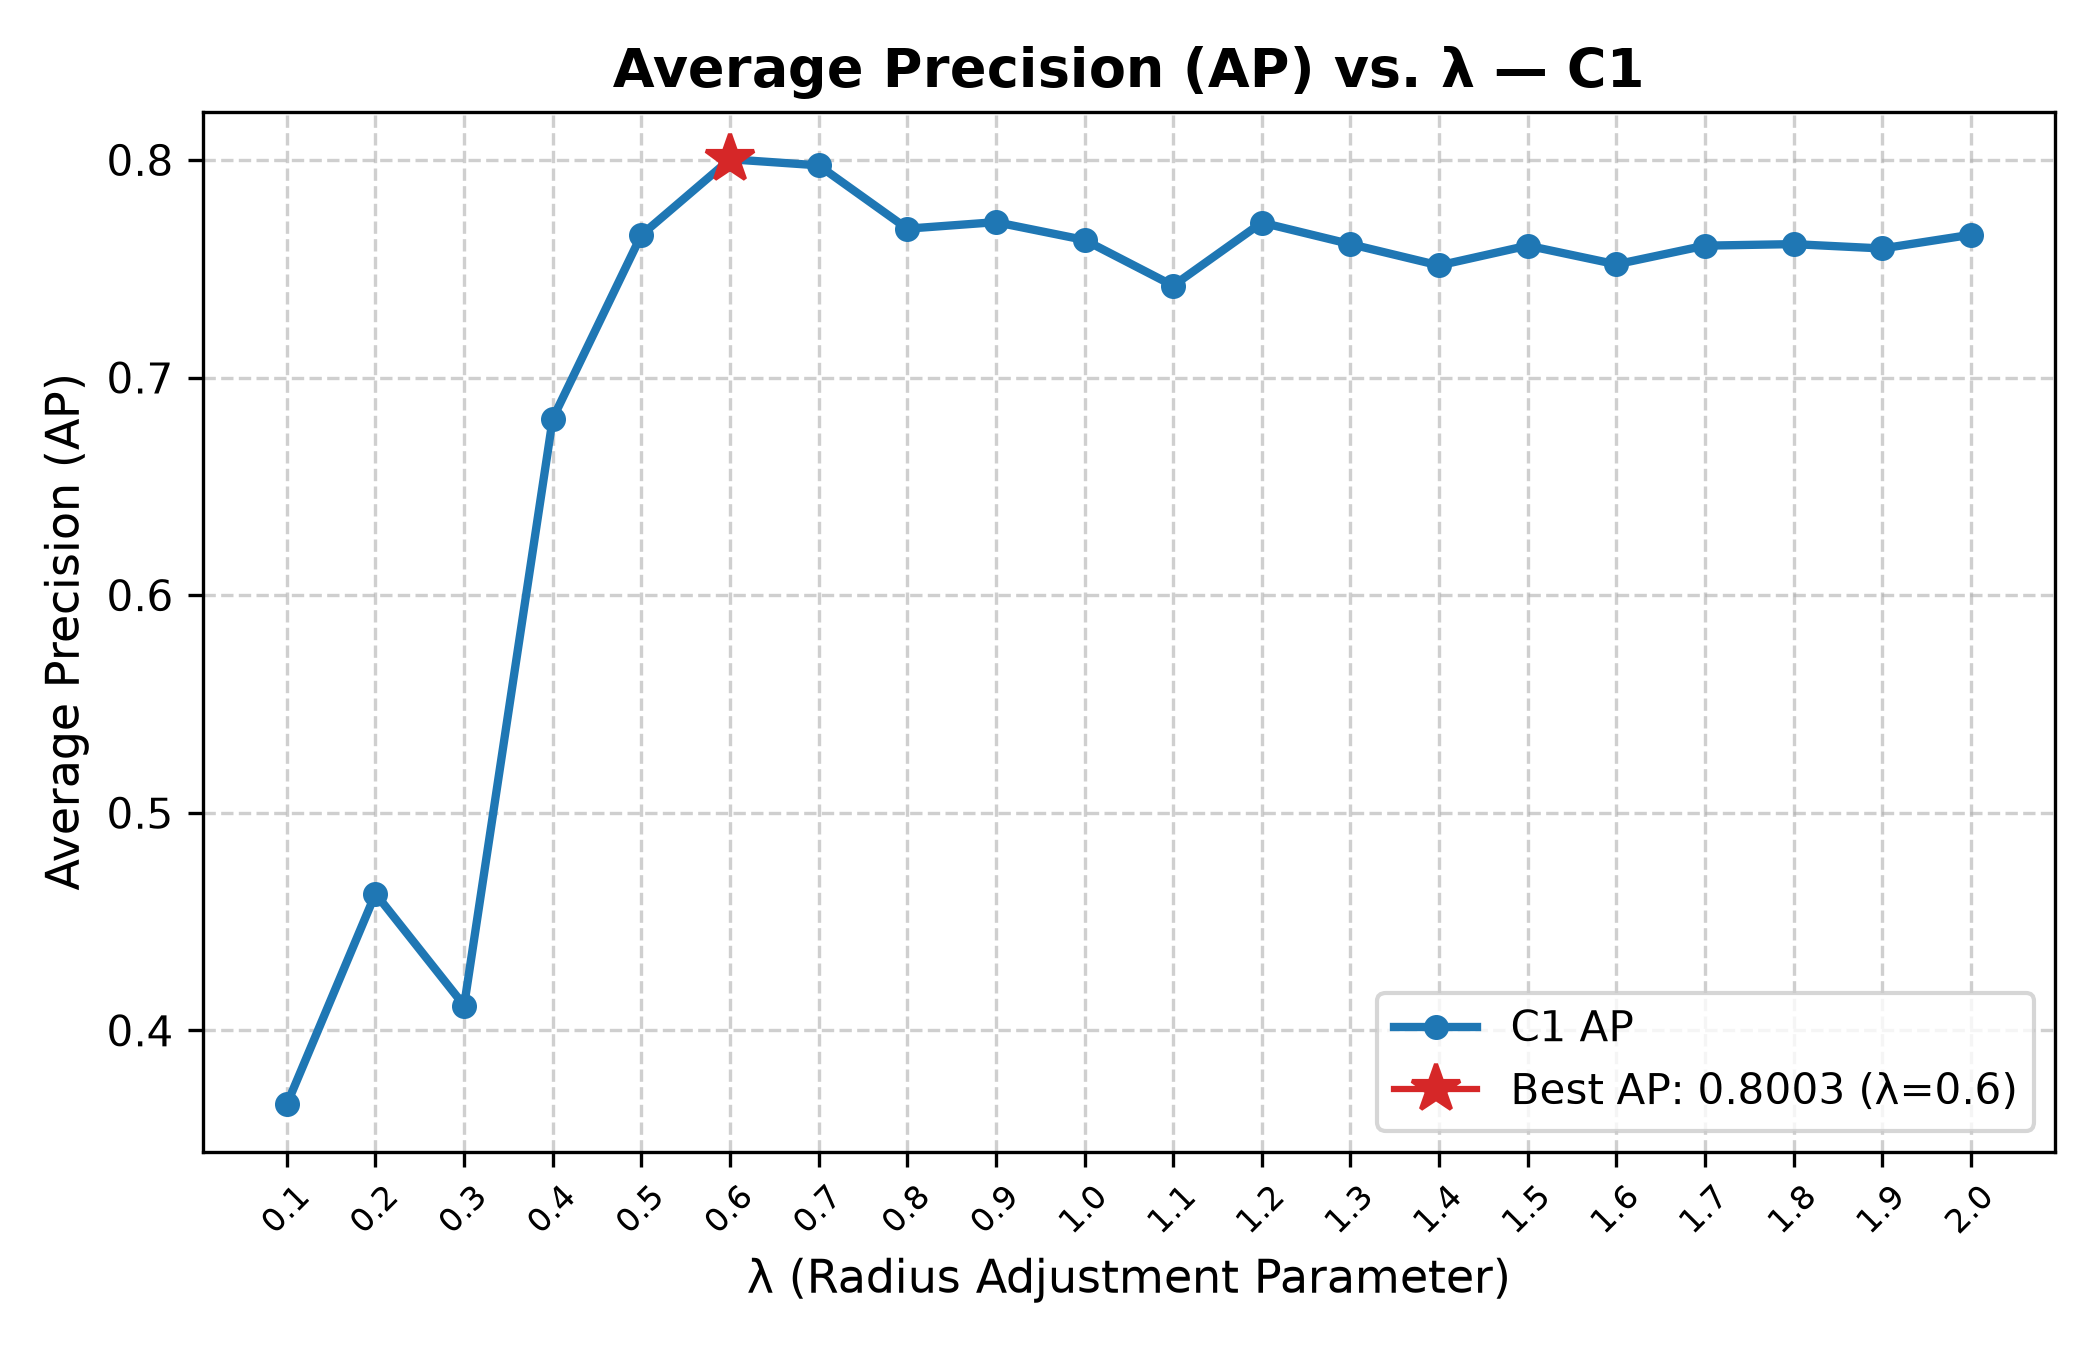 Average Precision (AP) vs. λ — C1
Average Precision (AP)
0.8
0.7
0.6
0.5
0.4
C1 AP
Best AP: 0.8003 (λ=0.6)
0.1 0.2 0.3 0.4 0.5 0.6 0.7 0.8 0.9 1.0 1.1 1.2 1.3 1.4 1.5 1.6 1.7 1.8 1.9 2.0
λ (Radius Adjustment Parameter)